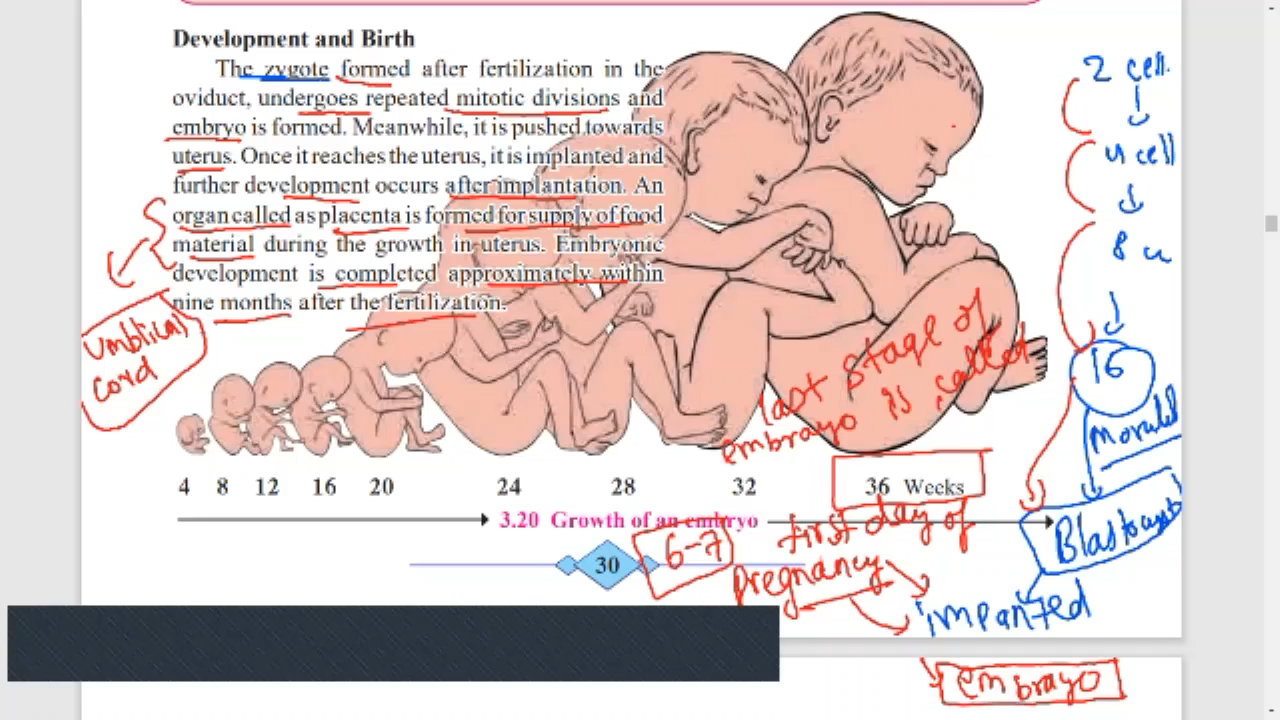 Development and Birth
The zygote formed after fertilization in the
oviduct, undergoes repeated mitotic divisions and
embryo is formed. Meanwhile, it is pushed towards
uterus. Once it reaches the uterus, it is implanted and
further development occurs after implantation. An
organ called as placenta is formed for supply of food
material during the growth in uterus. Embryonic
development is completed approximately within
nine months after the fertilization.
Umblical
cord
2 cell
4 cell
8 c
16
Last stage of
embrayo is called
4 8 12 16 20 24 28 32 36 Weeks
3.20 Growth of an embryo
30
6-7
first day of
pregnancy
Blastocyst
impanted
embrayo